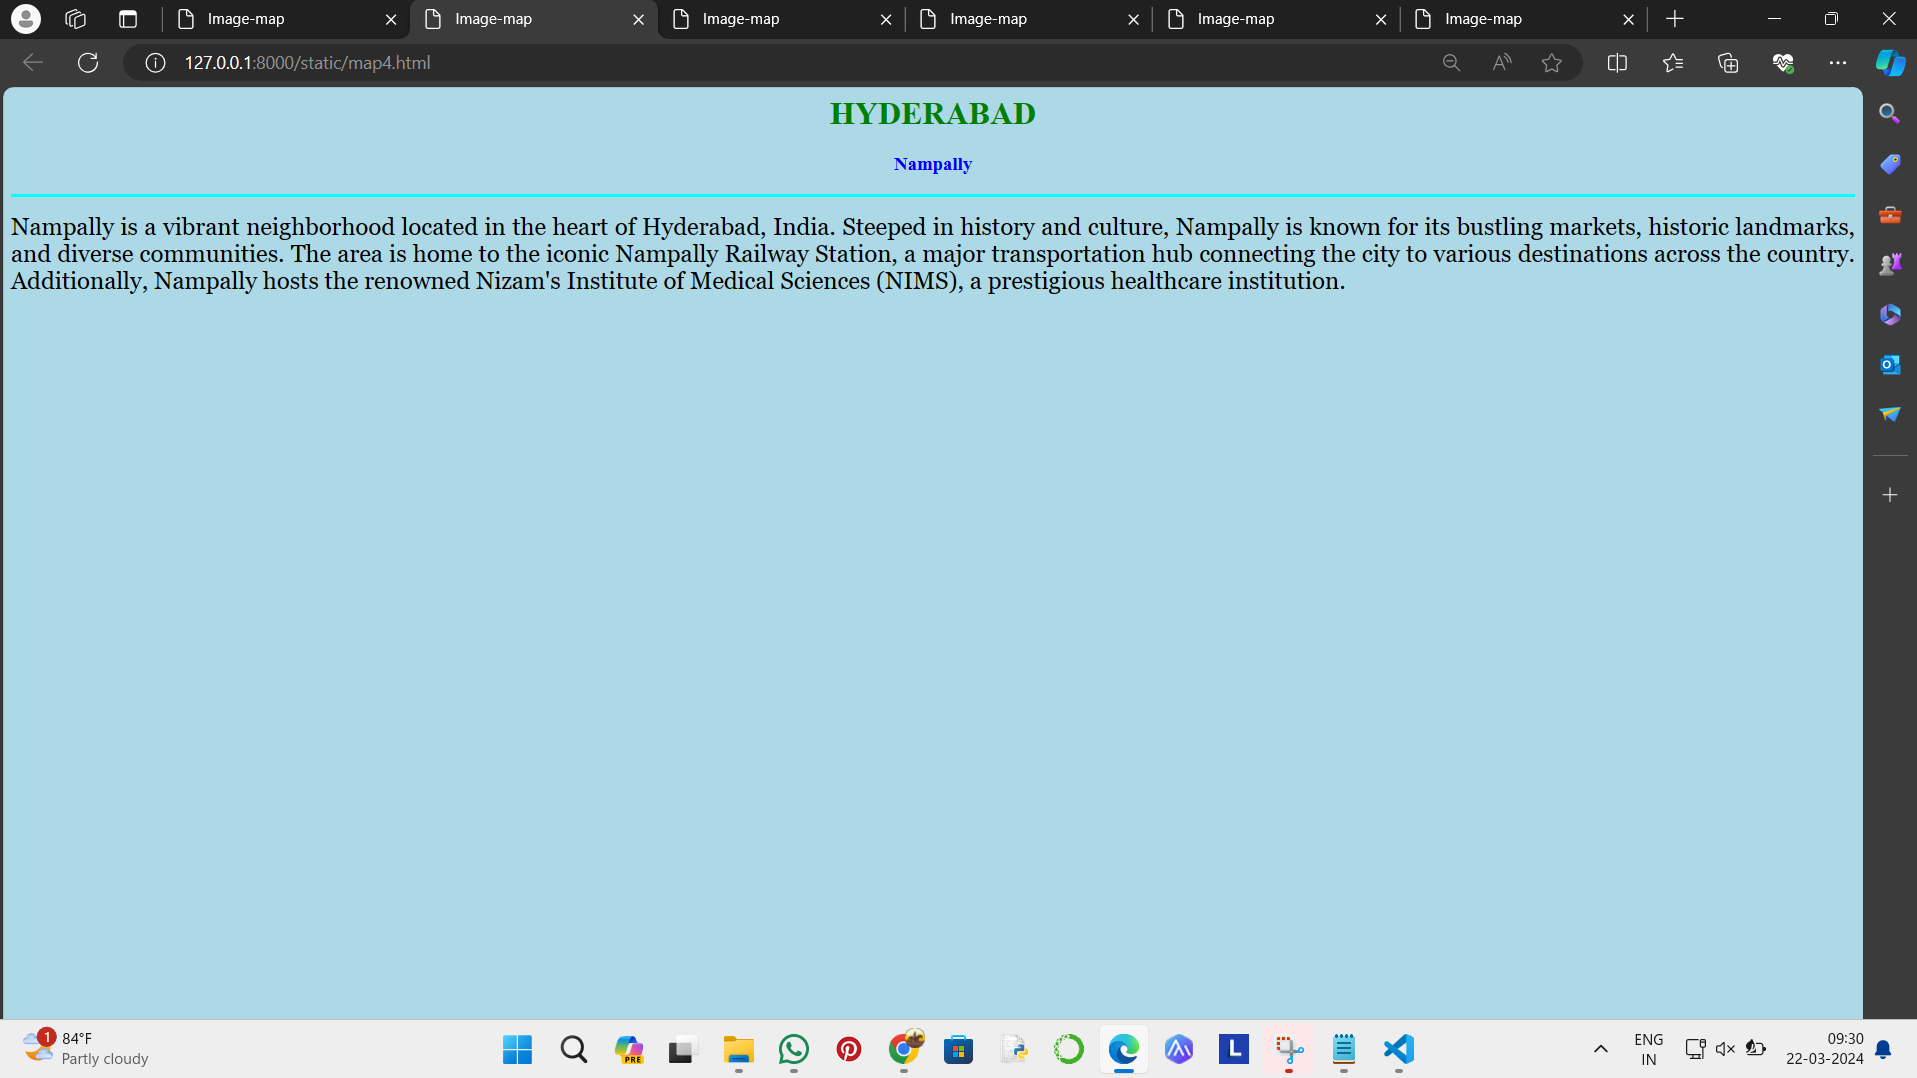 Image-map
Image-map
Image-map
Image-map
Image-map
Image-map
127.0.0.1:8000/static/map4.html
HYDERABAD
Nampally
Nampally is a vibrant neighborhood located in the heart of Hyderabad, India. Steeped in history and culture, Nampally is known for its bustling markets, historic landmarks,
and diverse communities. The area is home to the iconic Nampally Railway Station, a major transportation hub connecting the city to various destinations across the country.
Additionally, Nampally hosts the renowned Nizam's Institute of Medical Sciences (NIMS), a prestigious healthcare institution.
1
84°F
Partly cloudy
PRE
L
ENG
IN
09:30
22-03-2024